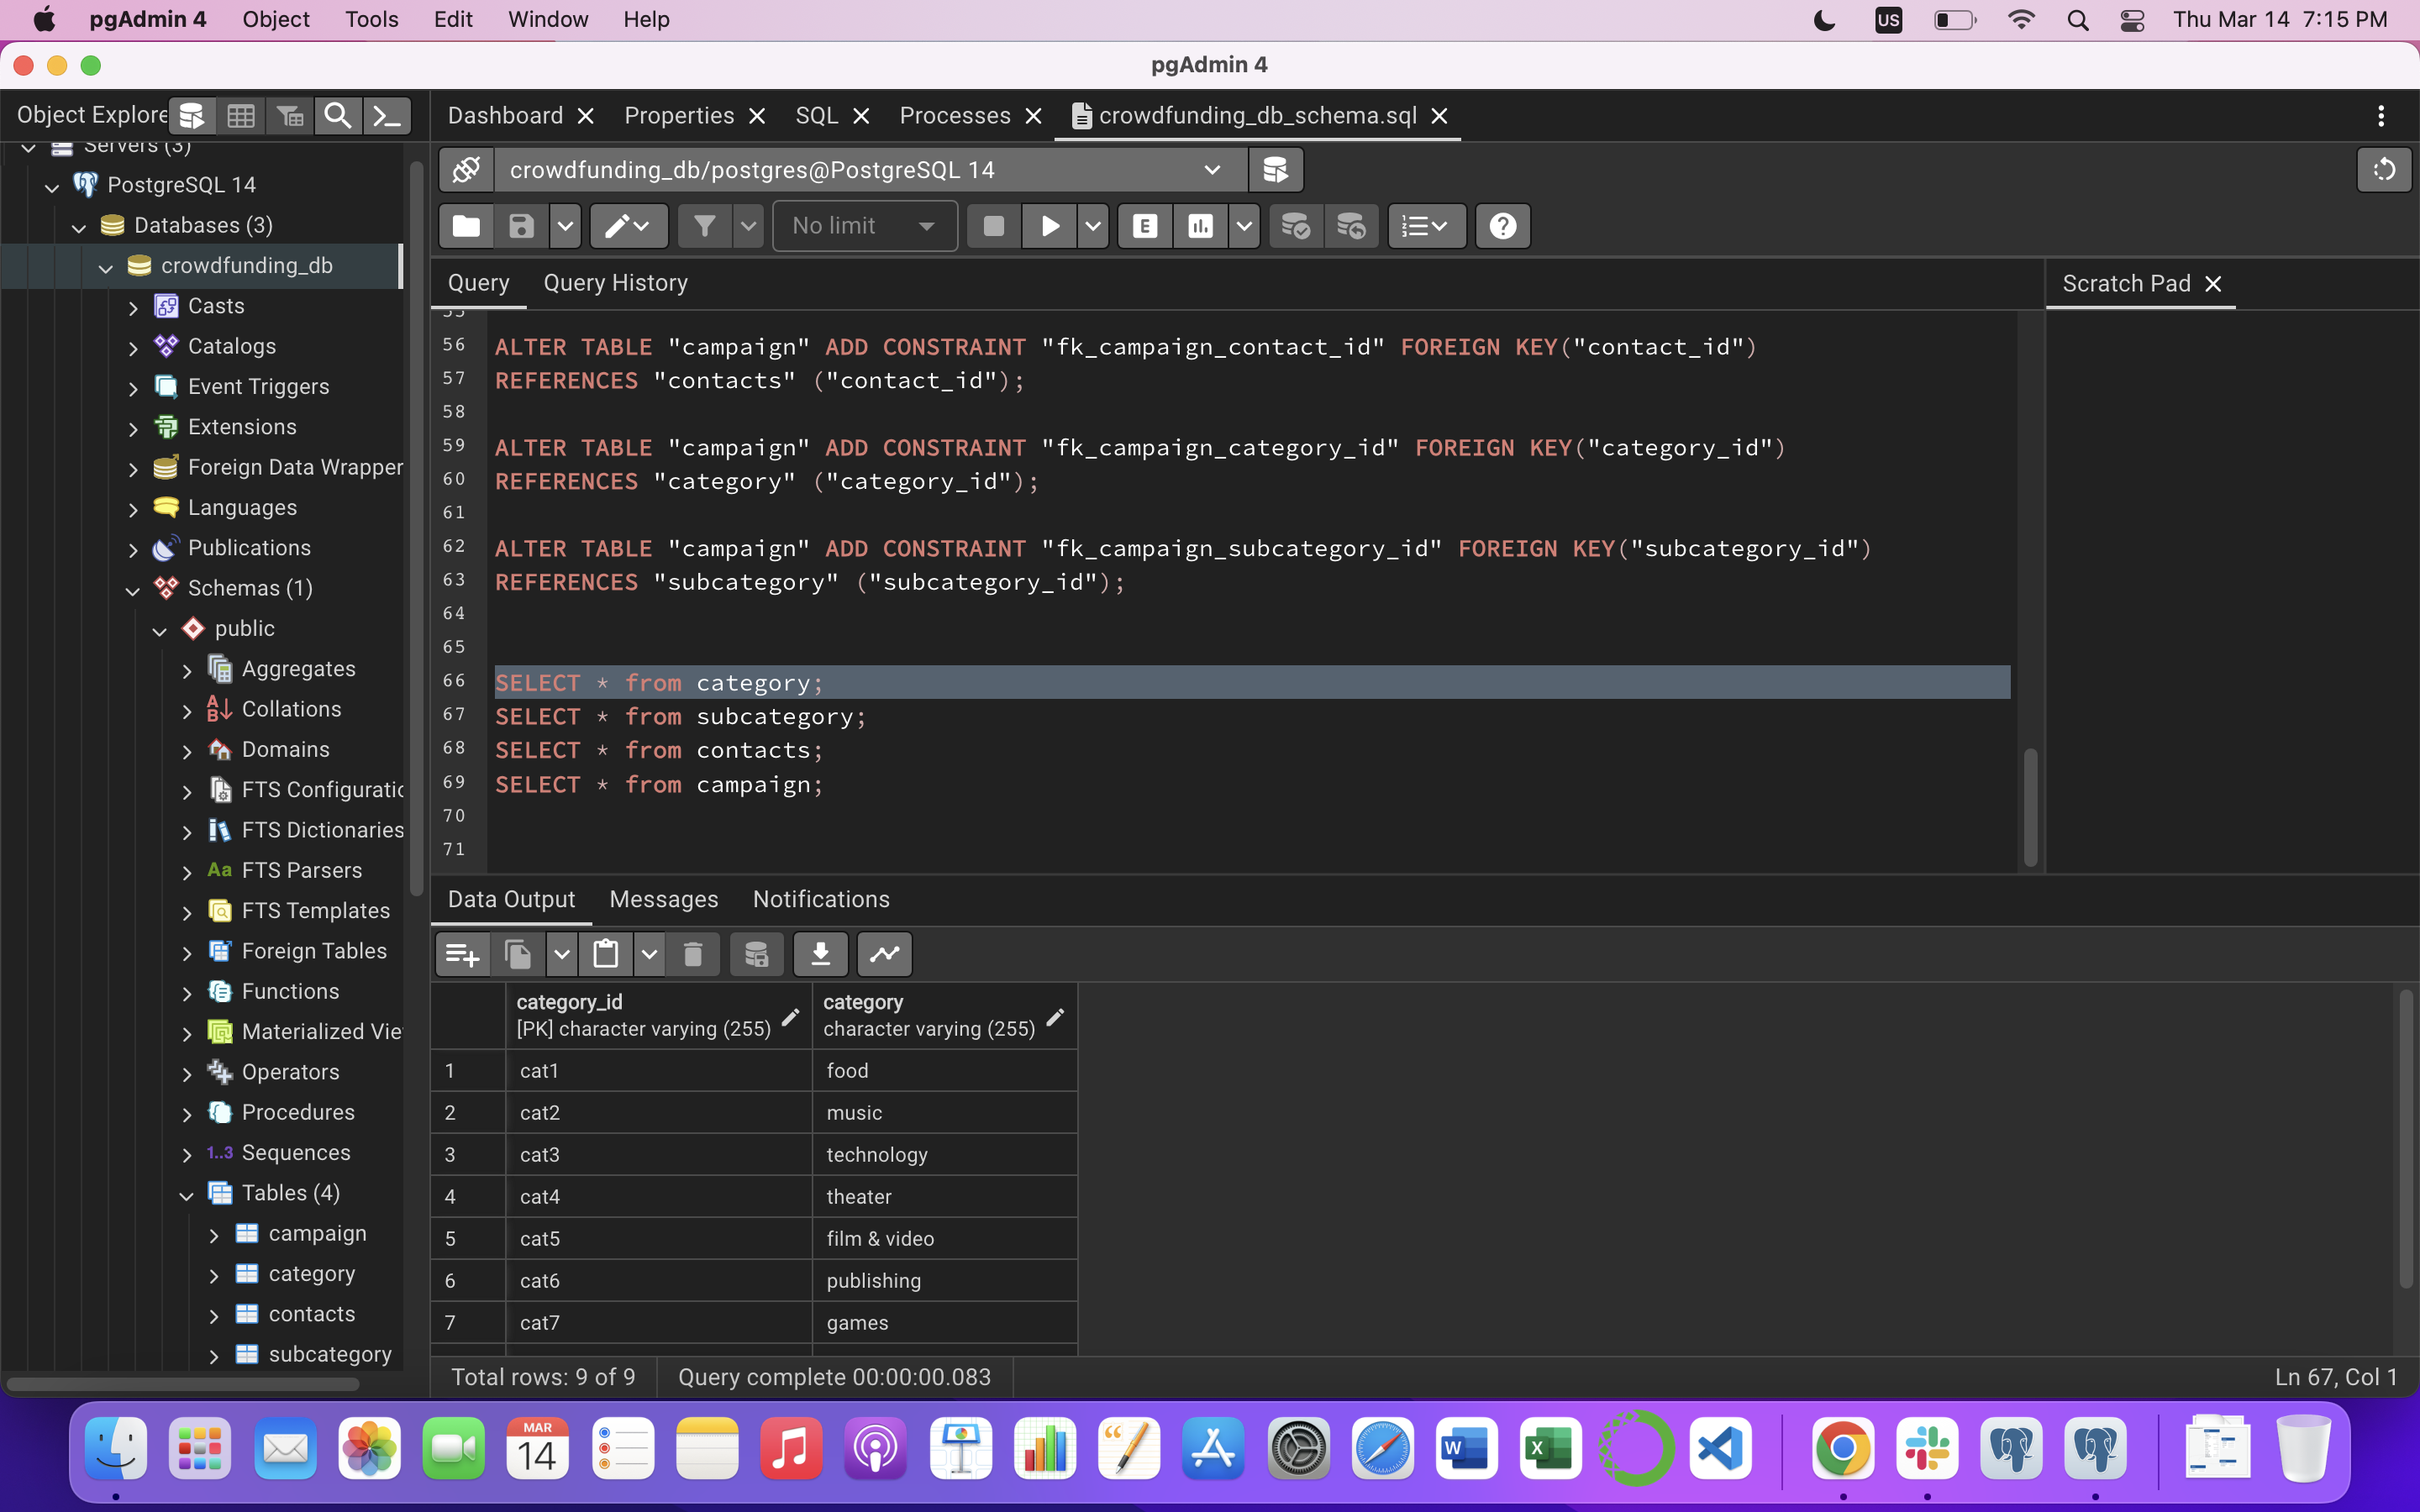 pgAdmin 4 Object Tools Edit Window Help US Thu Mar 14 7:15 PM
pgAdmin 4
Object Explore
Dashboard Properties SQL Processes crowdfunding_db_schema.sql
Servers (3)
PostgreSQL 14
Databases (3)
crowdfunding_db
Casts
Catalogs
Event Triggers
Extensions
Foreign Data Wrapper
Languages
Publications
Schemas (1)
public
Aggregates
Collations
Domains
FTS Configuratio
FTS Dictionaries
Aa FTS Parsers
FTS Templates
Foreign Tables
Functions
Materialized Vie
Operators
Procedures
1..3 Sequences
Tables (4)
campaign
category
contacts
subcategory
crowdfunding_db/postgres@PostgreSQL 14
No limit E
Query Query History
Scratch Pad
55
56 ALTER TABLE "campaign" ADD CONSTRAINT "fk_campaign_contact_id" FOREIGN KEY("contact_id")
57 REFERENCES "contacts" ("contact_id");
58
59 ALTER TABLE "campaign" ADD CONSTRAINT "fk_campaign_category_id" FOREIGN KEY("category_id")
60 REFERENCES "category" ("category_id");
61
62 ALTER TABLE "campaign" ADD CONSTRAINT "fk_campaign_subcategory_id" FOREIGN KEY("subcategory_id")
63 REFERENCES "subcategory" ("subcategory_id");
64
65
66 SELECT * from category;
67 SELECT * from subcategory;
68 SELECT * from contacts;
69 SELECT * from campaign;
70
71
Data Output Messages Notifications
category_id category
[PK] character varying (255) character varying (255)
1 cat1 food
2 cat2 music
3 cat3 technology
4 cat4 theater
5 cat5 film & video
6 cat6 publishing
7 cat7 games
Total rows: 9 of 9 Query complete 00:00:00.083 Ln 67, Col 1
MAR
14
W
X